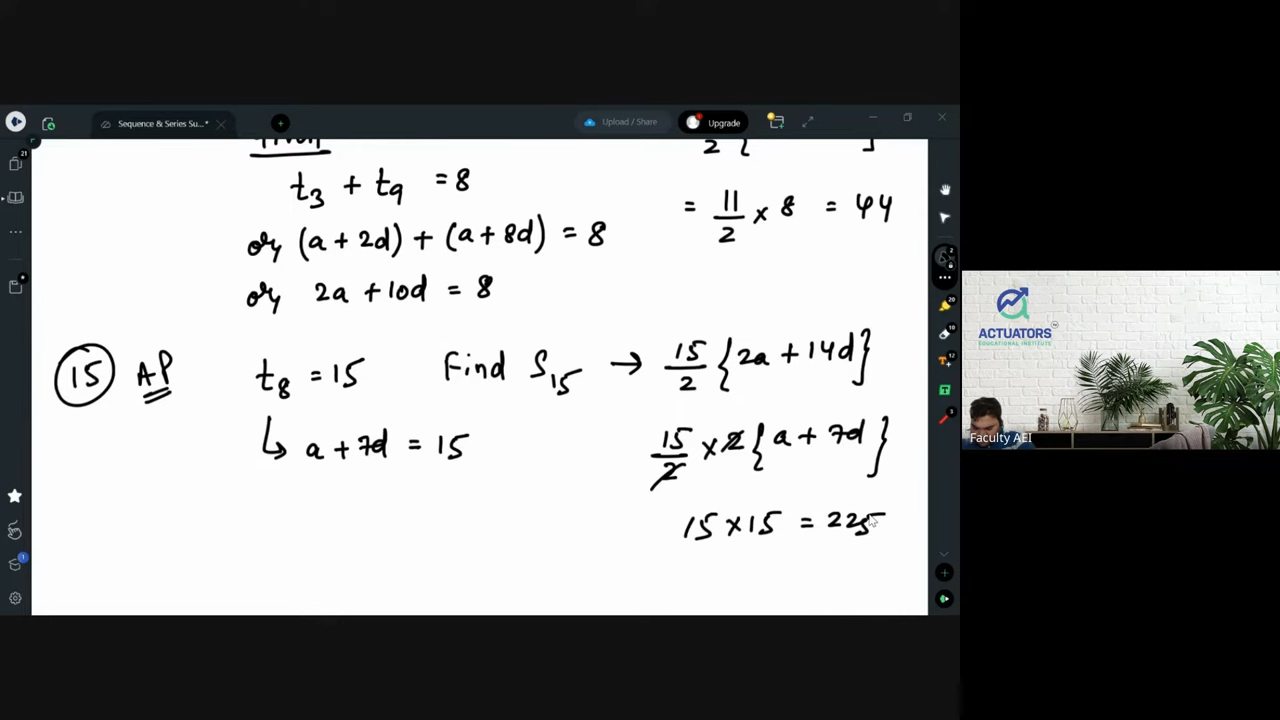 Sequence & Series Su...*
Upload / Share
Upgrade
21
t₃ + t₉ = 8
or, (a + 2d) + (a + 8d) = 8
or, 2a + 10d = 8
2 {      }
= 11/2 × 8 = 44
15 AP t₈ = 15 Find S₁₅ → 15/2 {2a + 14d}
↳ a + 7d = 15
15/2 × 2 {a + 7d}
15 × 15 = 225
ACTUATORS
EDUCATIONAL INSTITUTE
Faculty AEI